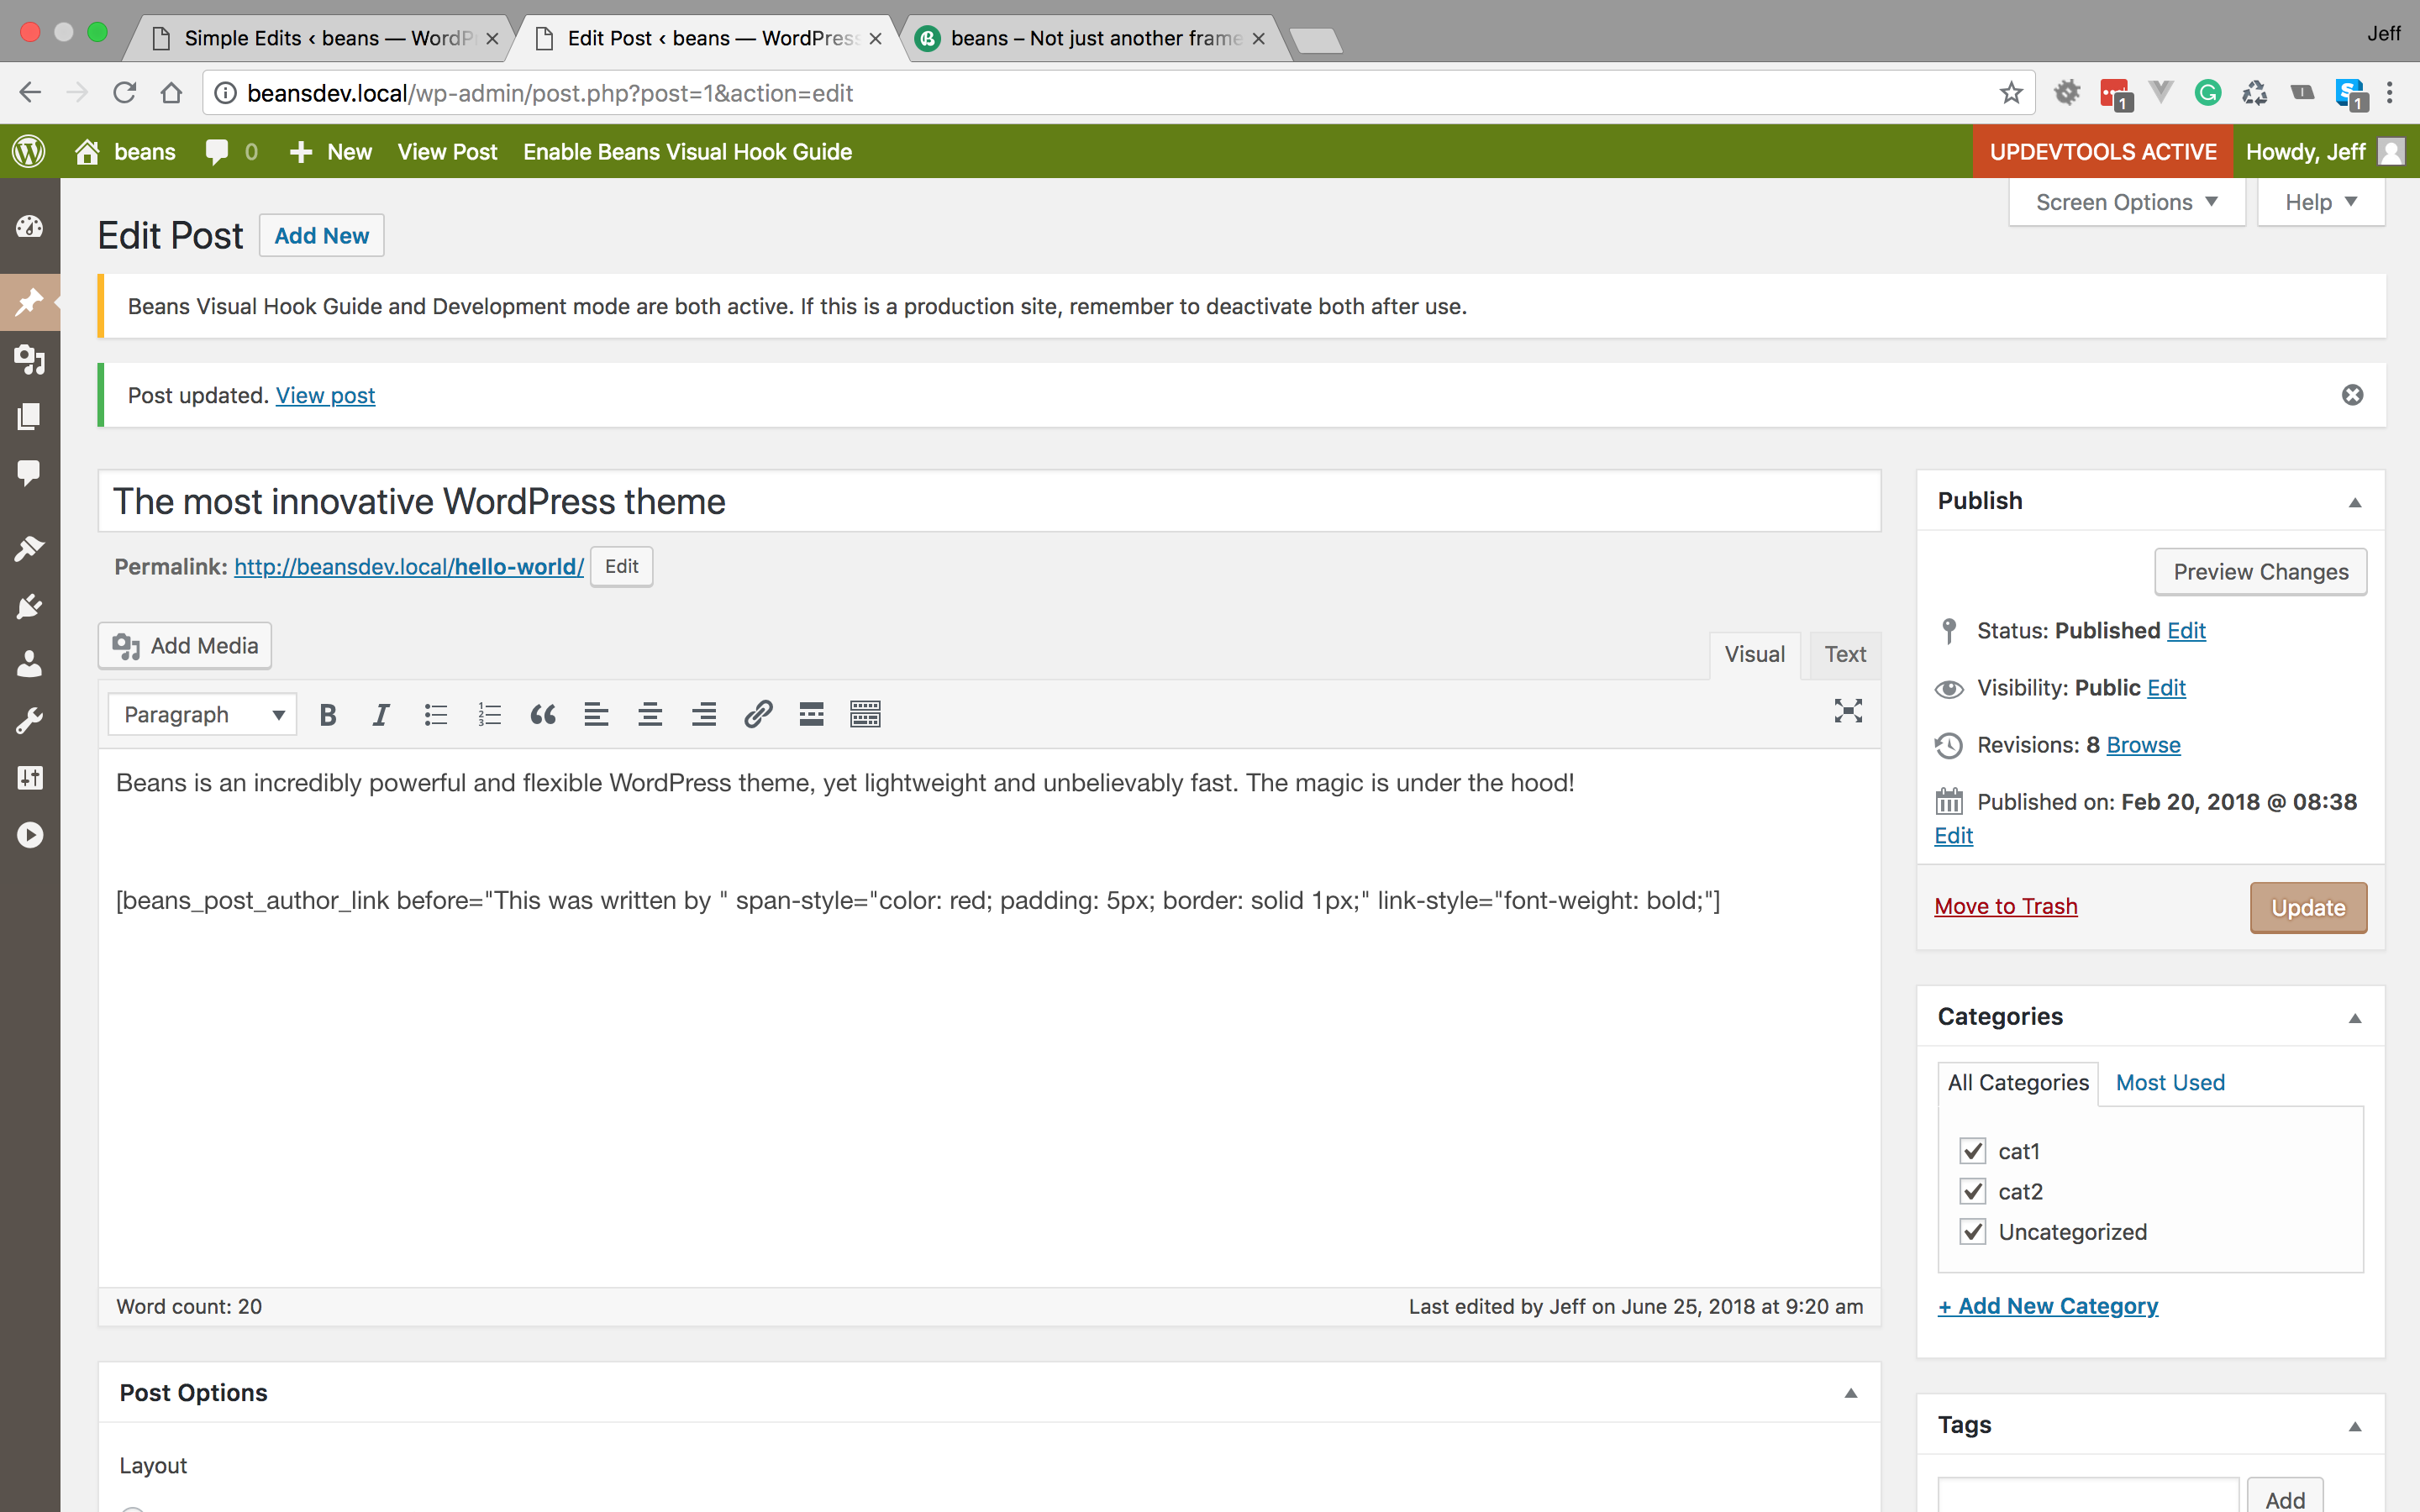 Jeff
Simple Edits ‹ beans — WordP
Edit Post ‹ beans — WordPress
beans – Not just another frame
beansdev.local/wp-admin/post.php?post=1&action=edit
1
1
beans
0
New
View Post
Enable Beans Visual Hook Guide
UPDEVTOOLS ACTIVE
Howdy, Jeff
Screen Options
Help
Edit Post
Add New
Beans Visual Hook Guide and Development mode are both active. If this is a production site, remember to deactivate both after use.
Post updated. View post
The most innovative WordPress theme
Permalink: http://beansdev.local/hello-world/ Edit
Add Media
Visual
Text
Paragraph
Beans is an incredibly powerful and flexible WordPress theme, yet lightweight and unbelievably fast. The magic is under the hood!
[beans_post_author_link before="This was written by " span-style="color: red; padding: 5px; border: solid 1px;" link-style="font-weight: bold;"]
Word count: 20
Last edited by Jeff on June 25, 2018 at 9:20 am
Post Options
Layout
Publish
Preview Changes
Status: Published Edit
Visibility: Public Edit
Revisions: 8 Browse
Published on: Feb 20, 2018 @ 08:38
Edit
Move to Trash
Update
Categories
All Categories
Most Used
cat1
cat2
Uncategorized
+ Add New Category
Tags
Add